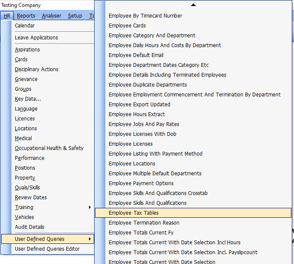 Testing Company
HR Reports Analyser Setup
Calendar
Leave Applications
Aspirations
Cards
Disciplinary Actions
Grievance
Groups
Key Data...
Language
Licences
Locations
Medical
Occupational Health & Safety
Performance
Positions
Property
Quals/Skills
Review Dates
Training
Vehicles
Audit Details
User Defined Queries
User Defined Queries Editor
Employee By Timecard Number
Employee Cards
Employee Category And Department
Employee Daily Hours And Costs By Department
Employee Default Email
Employee Department Dates Category Etc
Employee Details Including Terminated Employees
Employee Duplicate Departments
Employee Employment Commencement And Termination By Department
Employee Export Updated
Employee Hours Extract
Employee Jobs And Pay Rates
Employee Licenses With Dob
Employee Licenses
Employee Listing With Payment Method
Employee Locations
Employee Multiple Default Departments
Employee Payment Options
Employee Skills And Qualifications Crosstab
Employee Skills And Qualifications
Employee Tax Tables
Employee Termination Reason
Employee Totals Current Fy
Employee Totals Current With Date Selection Incl Hours
Employee Totals Current With Date Selection Incl. Payslipcount
Employee Totals Current With Date Selection